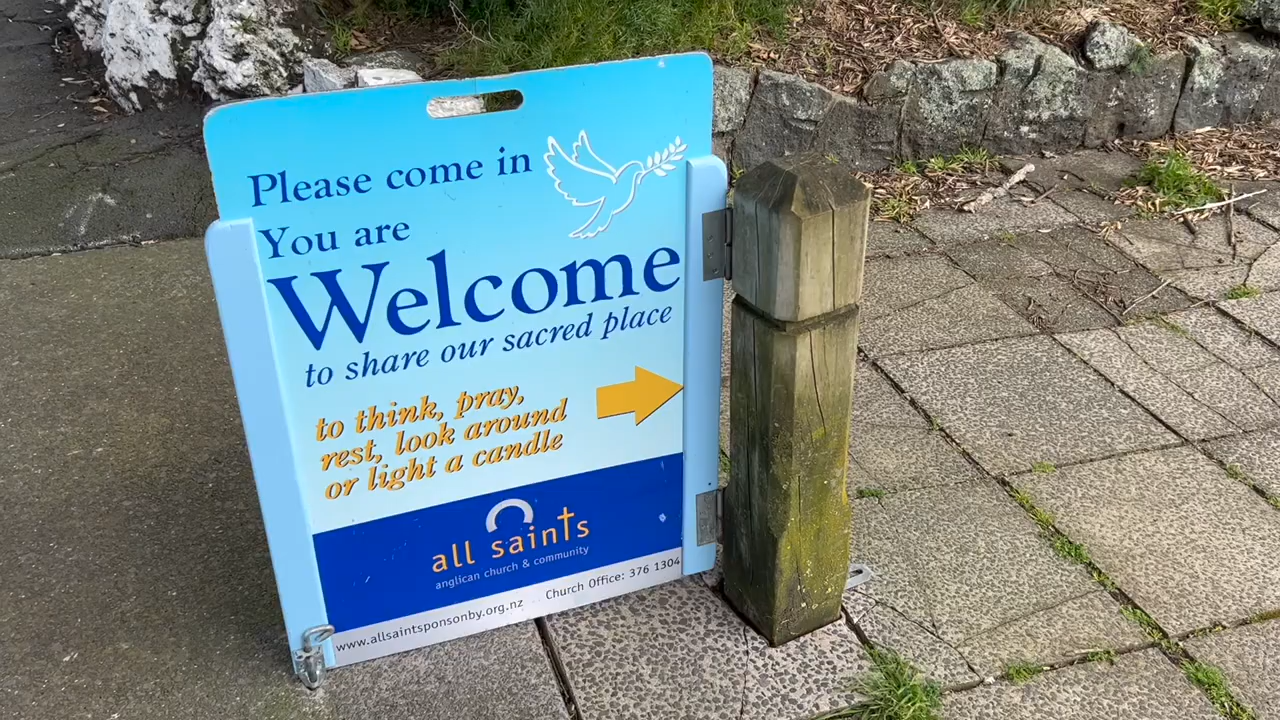 Please come in
You are
Welcome
to share our sacred place
to think, pray,
rest, look around
or light a candle
all saints
anglican church & community
www.allsaintsponsonby.org.nz Church Office: 376 1304